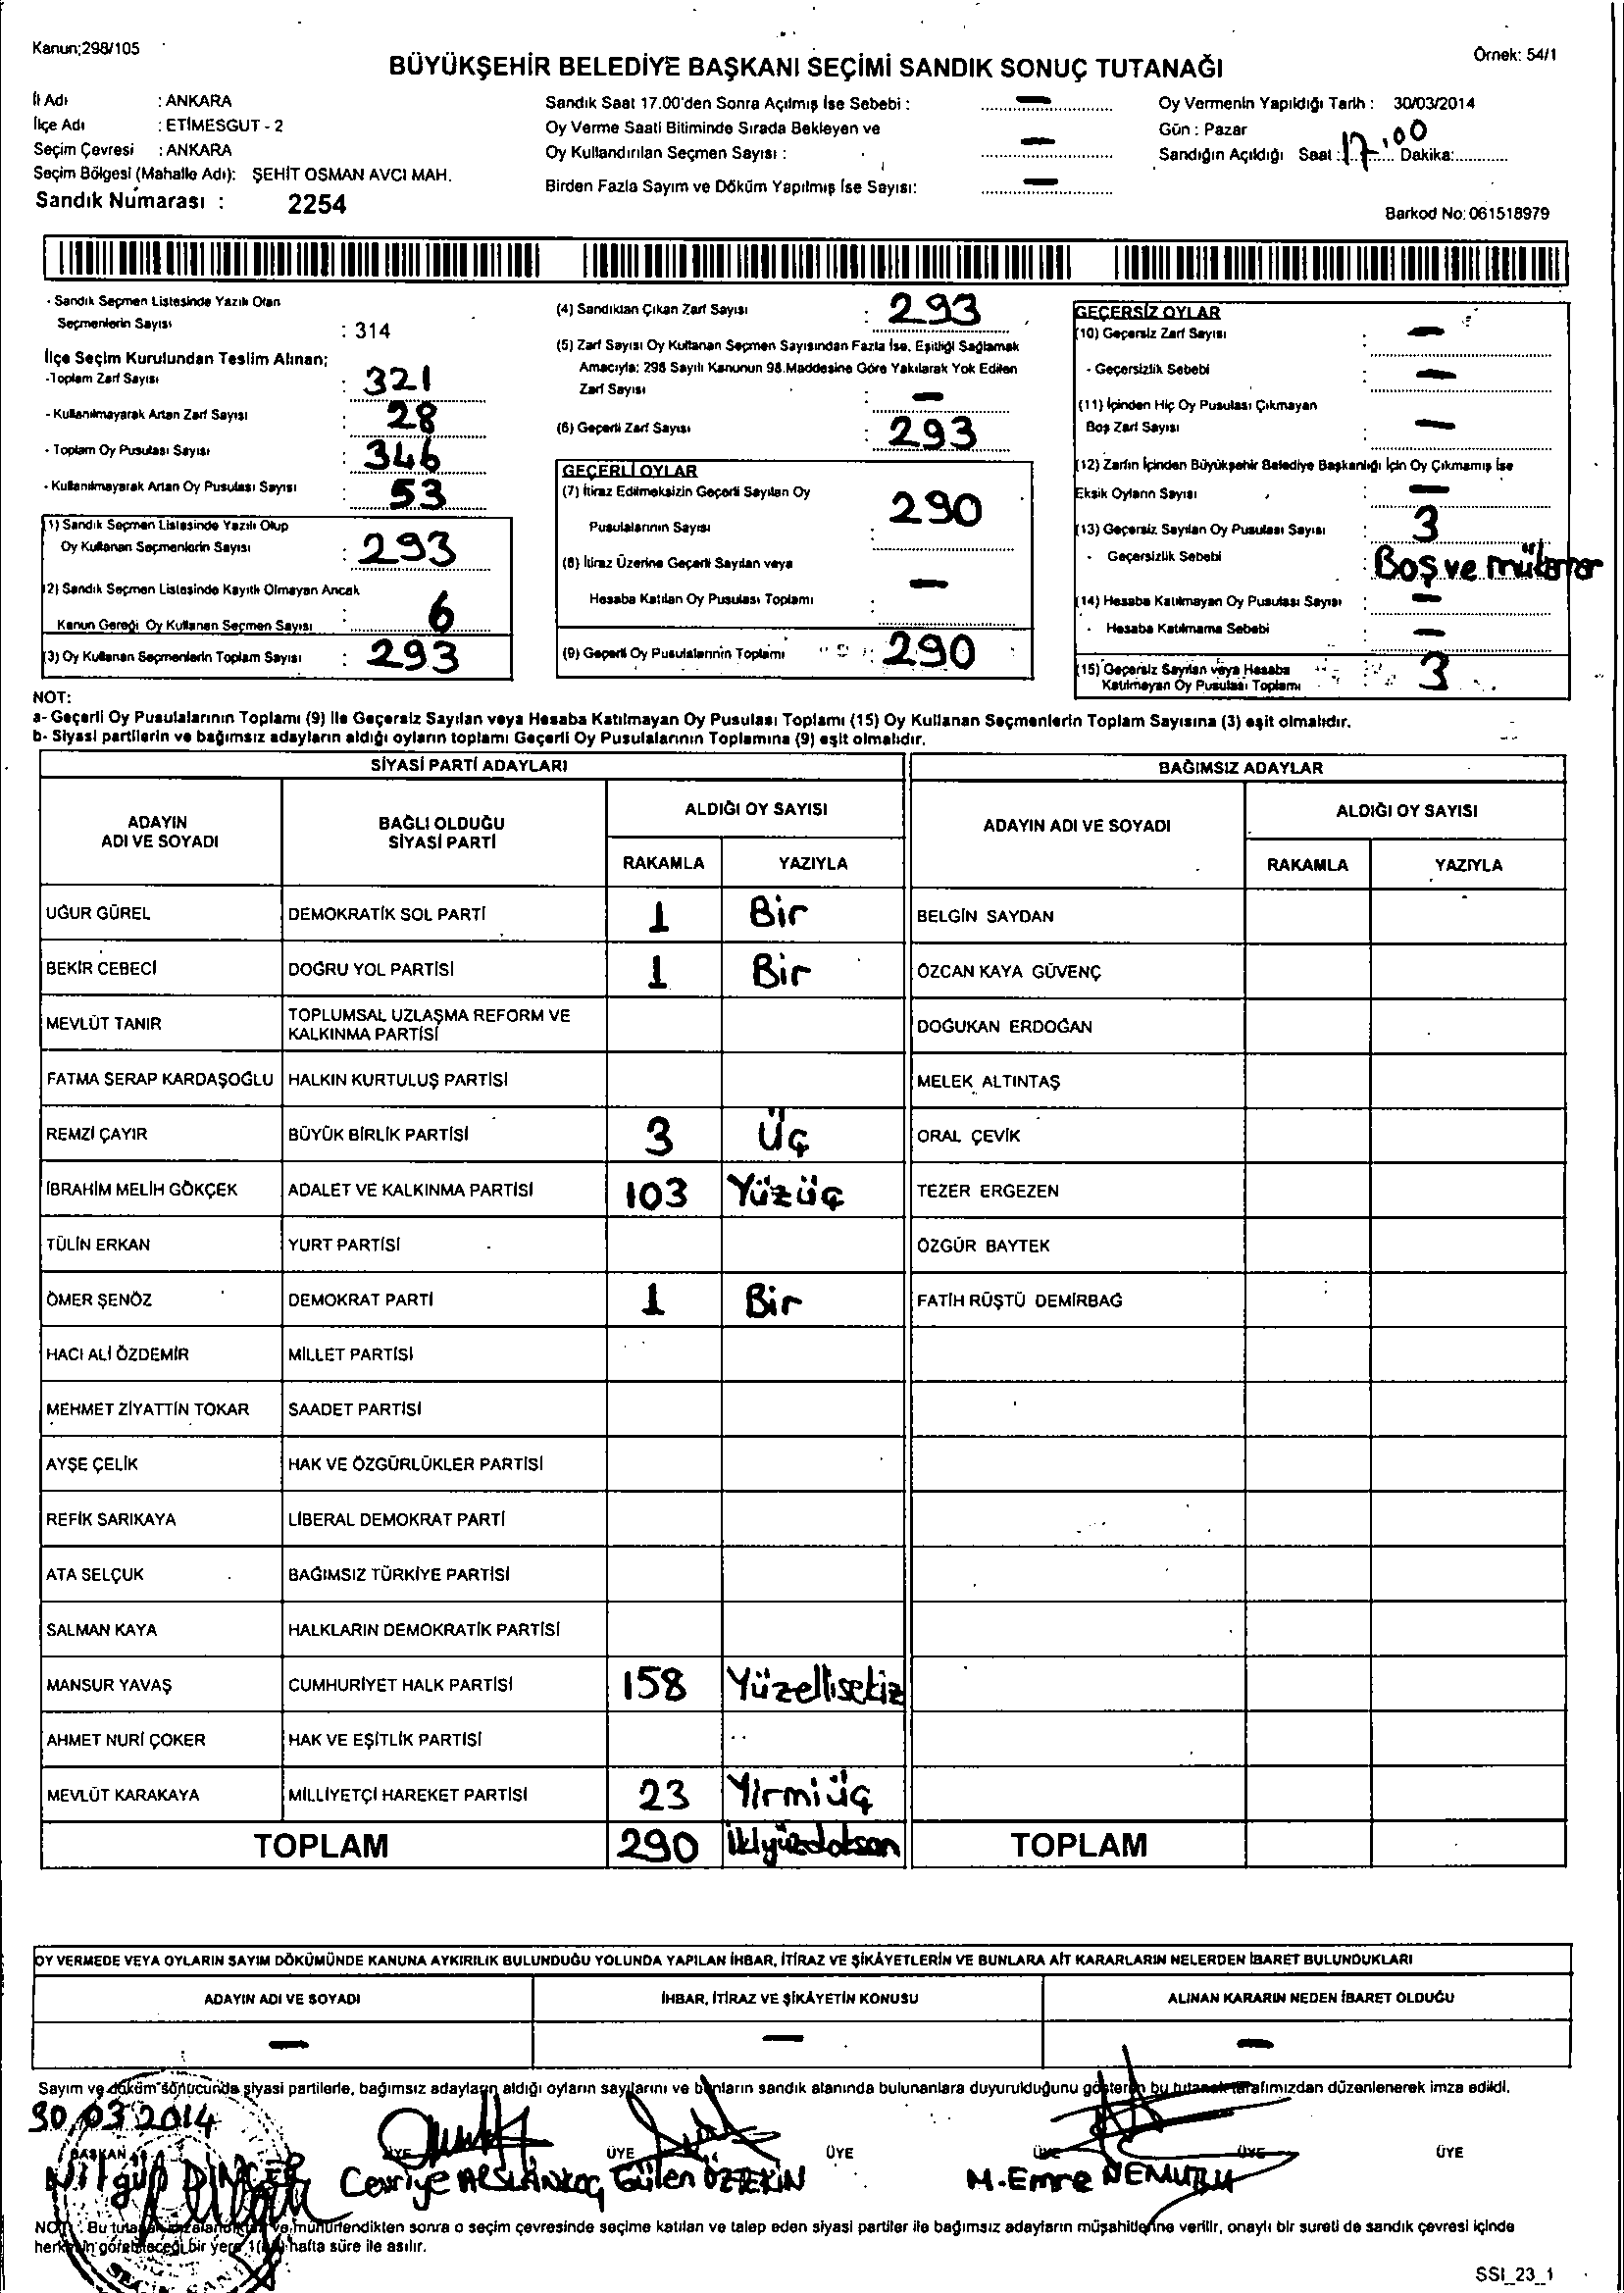 Kanun;298/105
Örnek: 54/1
BÜYÜKŞEHİR BELEDİYE BAŞKANI SEÇİMİ SANDIK SONUÇ TUTANAĞI
İl Adı : ANKARA
İlçe Adı : ETİMESGUT - 2
Seçim Çevresi : ANKARA
Seçim Bölgesi (Mahalle Adı): ŞEHİT OSMAN AVCI MAH.
Sandık Numarası : 2254
Sandık Saat 17.00'den Sonra Açılmış İse Sebebi : —
Oy Verme Saati Bitiminde Sırada Bekleyen ve
Oy Kullandırılan Seçmen Sayısı : —
Birden Fazla Sayım ve Döküm Yapılmış İse Sayısı: —
Oy Vermenin Yapıldığı Tarih : 30/03/2014
Gün : Pazar
Sandığın Açıldığı Saat : 17:00 Dakika:
Barkod No: 061518979
- Sandık Seçmen Listesinde Yazılı Olan
Seçmenlerin Sayısı : 314
İlçe Seçim Kurulundan Teslim Alınan;
-Toplam Zarf Sayısı : 321
- Kullanılmayarak Artan Zarf Sayısı : 28
- Toplam Oy Pusulası Sayısı : 346
- Kullanılmayarak Artan Oy Pusulası Sayısı : 53
(1) Sandık Seçmen Listesinde Yazılı Olup
Oy Kullanan Seçmenlerin Sayısı : 293
(2) Sandık Seçmen Listesinde Kayıtlı Olmayan Ancak
Kanun Gereği Oy Kullanan Seçmen Sayısı : 6
(3) Oy Kullanan Seçmenlerin Toplam Sayısı : 293
(4) Sandıktan Çıkan Zarf Sayısı : 293
(5) Zarf Sayısı Oy Kullanan Seçmen Sayısından Fazla İse, Eşitliği Sağlamak
Amacıyla; 298 Sayılı Kanunun 98.Maddesine Göre Yakılarak Yok Edilen
Zarf Sayısı : —
(6) Geçerli Zarf Sayısı : 293
GEÇERLİ OYLAR
(7) İtiraz Edilmeksizin Geçerli Sayılan Oy
Pusulalarının Sayısı : 290
(8) İtiraz Üzerine Geçerli Sayılan veya
Hesaba Katılan Oy Pusulası Toplamı : —
(9) Geçerli Oy Pusulalarının Toplamı : 290
GEÇERSİZ OYLAR
(10) Geçersiz Zarf Sayısı : —
- Geçersizlik Sebebi : —
(11) İçinden Hiç Oy Pusulası Çıkmayan
Boş Zarf Sayısı : —
(12) Zarfın İçinden Büyükşehir Belediye Başkanlığı İçin Oy Çıkmamış İse
Eksik Oyların Sayısı : —
(13) Geçersiz Sayılan Oy Pusulası Sayısı : 3
- Geçersizlik Sebebi : Boş ve
(14) Hesaba Katılmayan Oy Pusulası Sayısı : —
- Hesaba Katılmama Sebebi : —
(15) Geçersiz Sayılan veya Hesaba
Katılmayan Oy Pusulası Toplamı 3
NOT:
a- Geçerli Oy Pusulalarının Toplamı (9) ile Geçersiz Sayılan veya Hesaba Katılmayan Oy Pusulası Toplamı (15) Oy Kullanan Seçmenlerin Toplam Sayısına (3) eşit olmalıdır.
b- Siyasi partilerin ve bağımsız adayların aldığı oyların toplamı Geçerli Oy Pusulalarının Toplamına (9) eşit olmalıdır.
SİYASİ PARTİ ADAYLARI
BAĞIMSIZ ADAYLAR
ADAYIN
ADI VE SOYADI
BAĞLI OLDUĞU
SİYASİ PARTİ
ALDIĞI OY SAYISI
RAKAMLA YAZIYLA
ADAYIN ADI VE SOYADI
ALDIĞI OY SAYISI
RAKAMLA YAZIYLA
UĞUR GÜREL DEMOKRATİK SOL PARTİ 1 Bir BELGİN SAYDAN
BEKİR CEBECİ DOĞRU YOL PARTİSİ 1 Bir ÖZCAN KAYA GÜVENÇ
MEVLÜT TANIR TOPLUMSAL UZLAŞMA REFORM VE
KALKINMA PARTİSİ DOĞUKAN ERDOĞAN
FATMA SERAP KARDAŞOĞLU HALKIN KURTULUŞ PARTİSİ MELEK ALTINTAŞ
REMZİ ÇAYIR BÜYÜK BİRLİK PARTİSİ 3 Üç ORAL ÇEVİK
İBRAHİM MELİH GÖKÇEK ADALET VE KALKINMA PARTİSİ 103 Yüzüç TEZER ERGEZEN
TÜLİN ERKAN YURT PARTİSİ ÖZGÜR BAYTEK
ÖMER ŞENÖZ DEMOKRAT PARTİ 1 Bir FATİH RÜŞTÜ DEMİRBAĞ
HACI ALİ ÖZDEMİR MİLLET PARTİSİ
MEHMET ZİYATTİN TOKAR SAADET PARTİSİ
AYŞE ÇELİK HAK VE ÖZGÜRLÜKLER PARTİSİ
REFİK SARIKAYA LİBERAL DEMOKRAT PARTİ
ATA SELÇUK BAĞIMSIZ TÜRKİYE PARTİSİ
SALMAN KAYA HALKLARIN DEMOKRATİK PARTİSİ
MANSUR YAVAŞ CUMHURİYET HALK PARTİSİ 158 Yüzellisekiz
AHMET NURİ ÇOKER HAK VE EŞİTLİK PARTİSİ
MEVLÜT KARAKAYA MİLLİYETÇİ HAREKET PARTİSİ 23 Yirmiüç
TOPLAM 290 ikiyüzdoksan TOPLAM
OY VERMEDE VEYA OYLARIN SAYIM DÖKÜMÜNDE KANUNA AYKIRILIK BULUNDUĞU YOLUNDA YAPILAN İHBAR, İTİRAZ VE ŞİKÂYETLERİN VE BUNLARA AİT KARARLARIN NELERDEN İBARET BULUNDUKLARI
ADAYIN ADI VE SOYADI İHBAR, İTİRAZ VE ŞİKÂYETİN KONUSU ALINAN KARARIN NEDEN İBARET OLDUĞU
— — —
Sayım ve döküm sonucunda siyasi partilerle, bağımsız adayların aldığı oyların sayılarını ve bunların sandık alanında bulunanlara duyurulduğunu gösteren bu tutanak tarafımızdan düzenlenerek imza edildi.
30.03.2014
BAŞKAN ÜYE ÜYE ÜYE ÜYE ÜYE ÜYE
Nilgün DİNÇER Cevriye ARSLANKOÇ Gülen ÖZTEKİN M. Emre
NOT: Bu tutanak imzalandıktan ve mühürlendikten sonra o seçim çevresinde seçime katılan ve talep eden siyasi partiler ile bağımsız adayların müşahitlerine verilir, onaylı bir sureti de sandık çevresi içinde
herkesin görebileceği bir yere 1 hafta süre ile asılır.
SSI_23_1